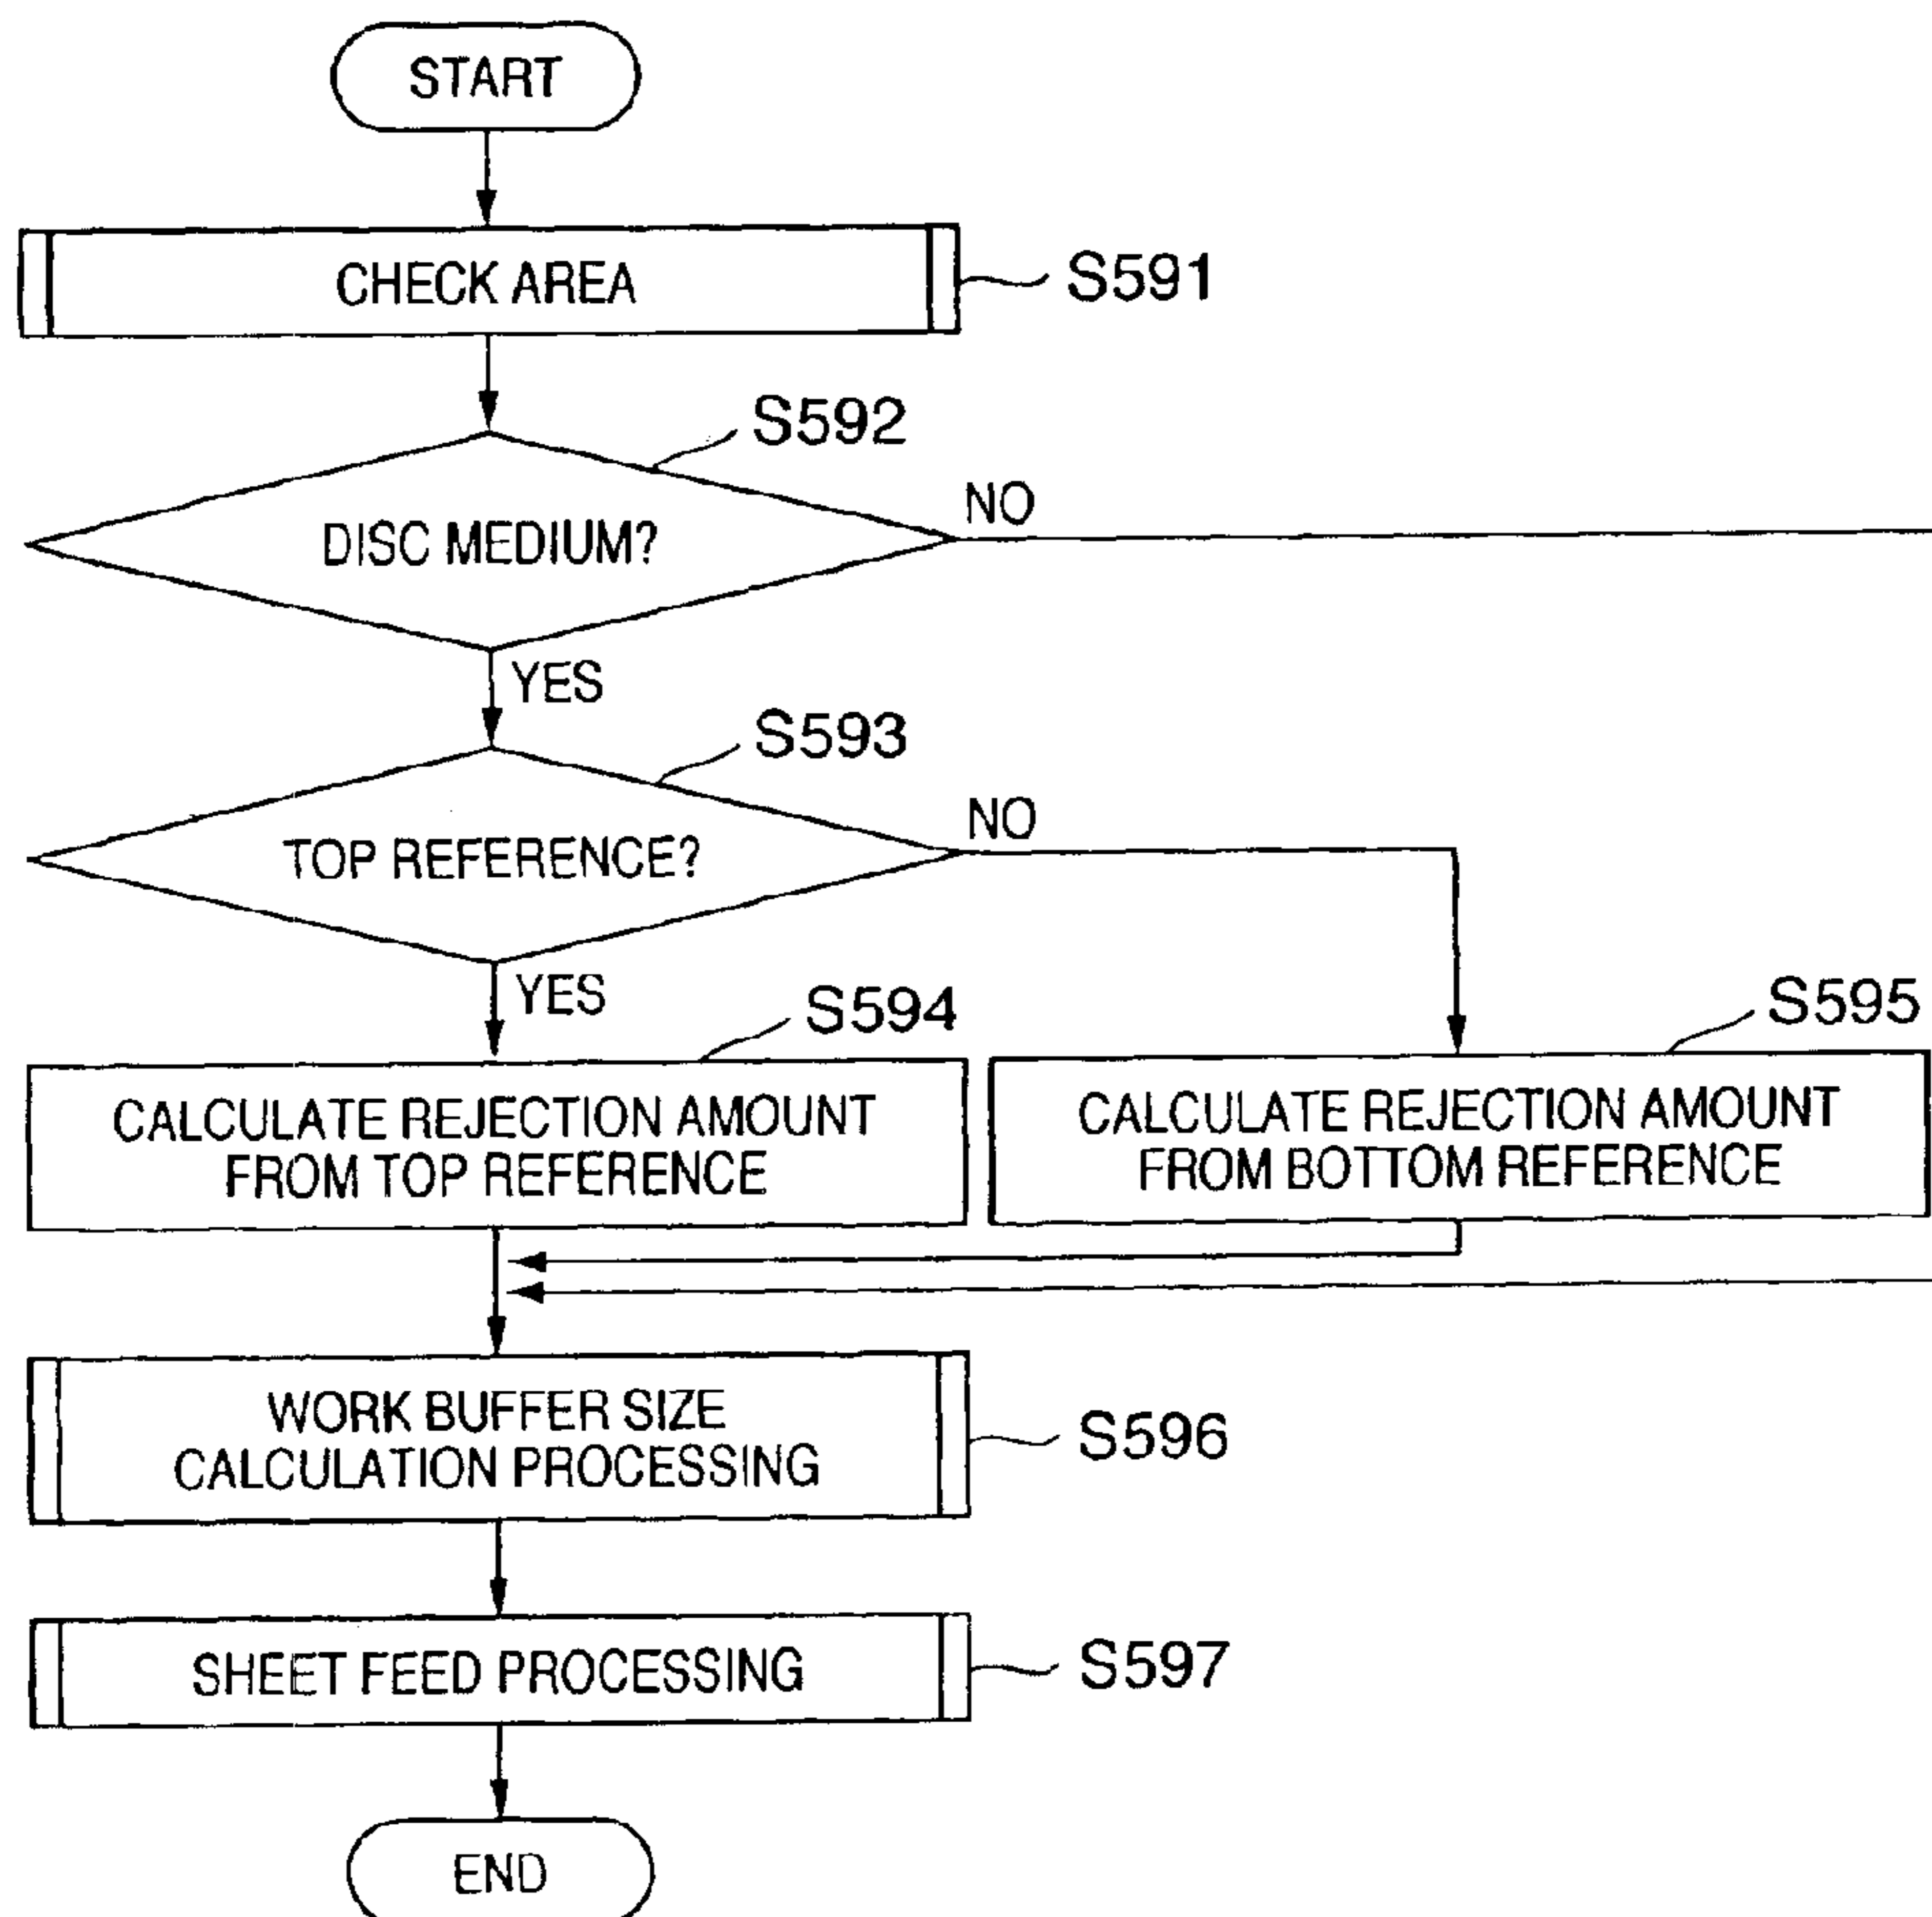 START
CHECK AREA
S591
S592
DISC MEDIUM?
NO
YES
S593
TOP REFERENCE?
NO
YES
S594
S595
CALCULATE REJECTION AMOUNT
FROM TOP REFERENCE
CALCULATE REJECTION AMOUNT
FROM BOTTOM REFERENCE
WORK BUFFER SIZE
CALCULATION PROCESSING
S596
SHEET FEED PROCESSING
S597
END